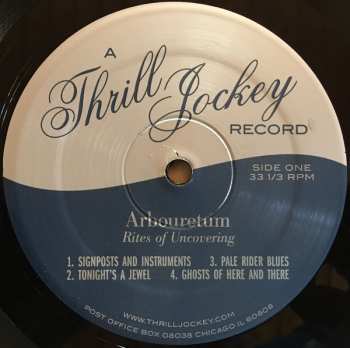 A
Thrill Jockey
RECORD
SIDE ONE
33 1/3 RPM
Arbouretum
Rites of Uncovering
1. SIGNPOSTS AND INSTRUMENTS 3. PALE RIDER BLUES
2. TONIGHT'S A JEWEL 4. GHOSTS OF HERE AND THERE
WWW.THRILLJOCKEY.COM
POST OFFICE BOX 08038 CHICAGO IL 60608